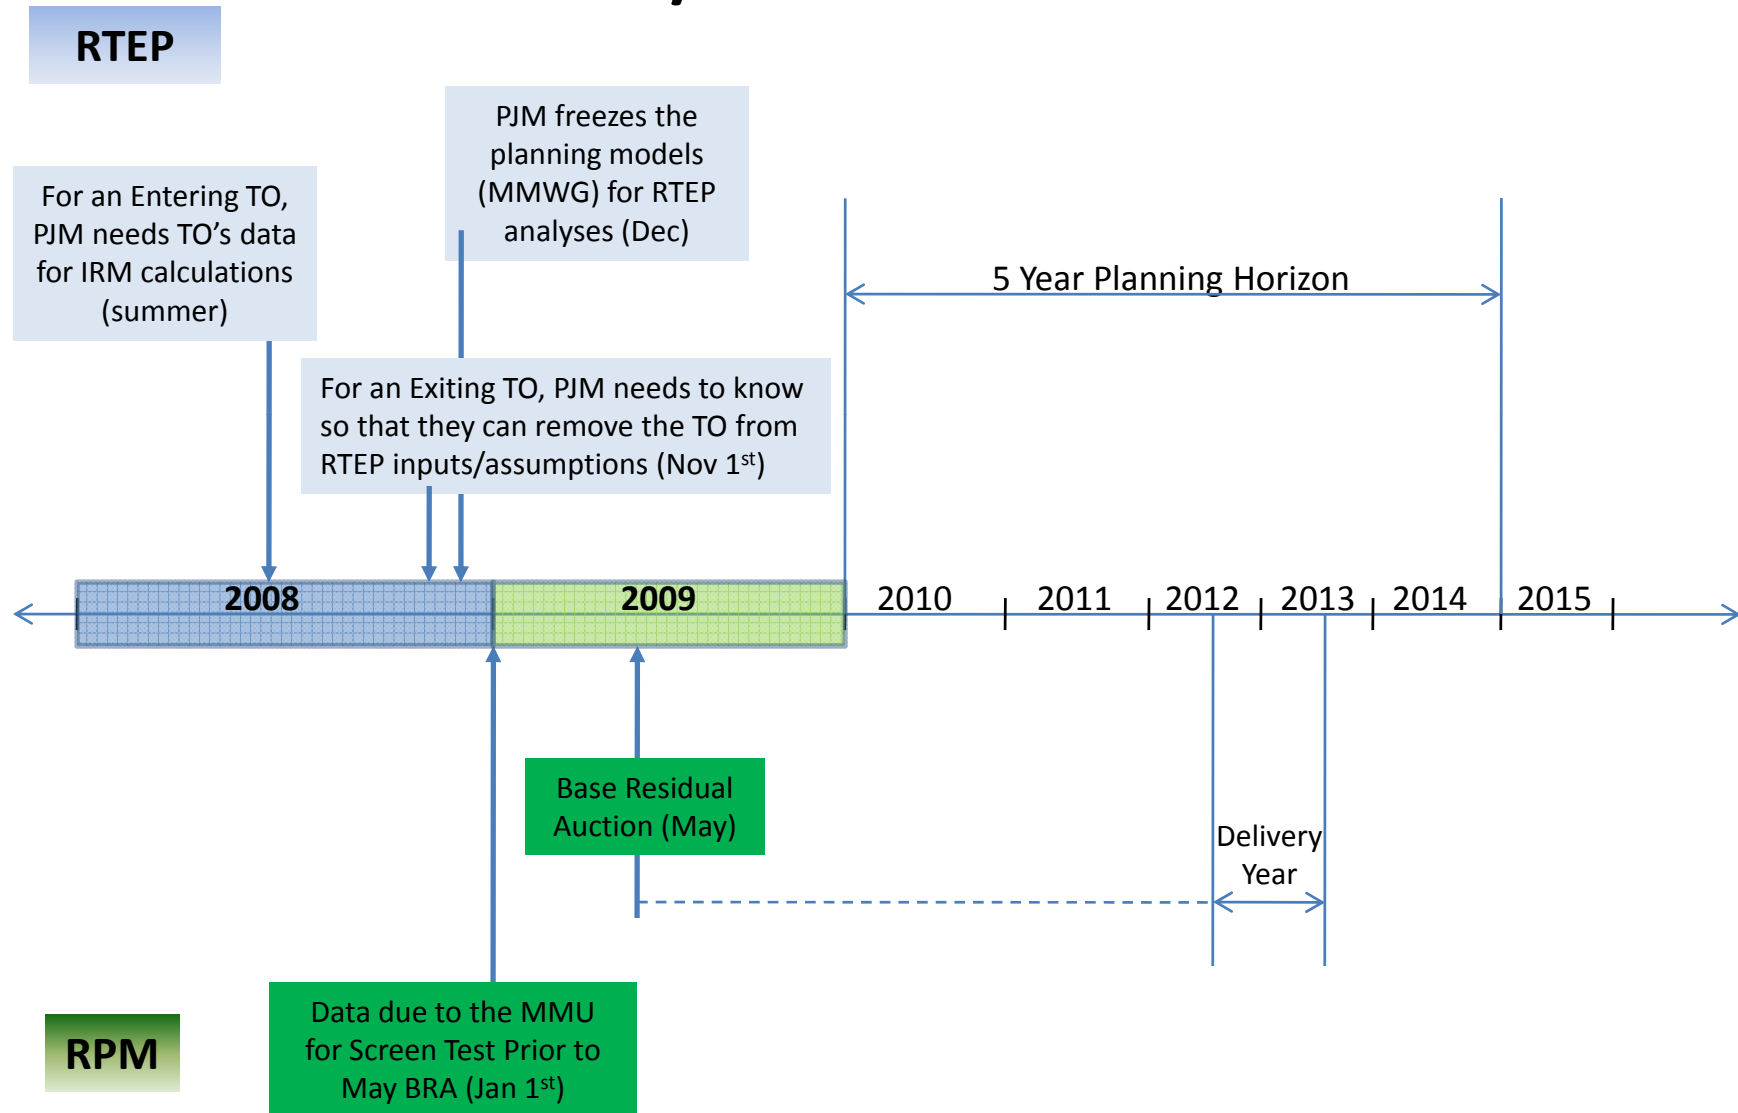 RTEP
PJM freezes the
planning models
(MMWG) for RTEP
analyses (Dec)
For an Entering TO,
PJM needs TO’s data
for IRM calculations
(summer)
5 Year Planning Horizon
For an Exiting TO, PJM needs to know
so that they can remove the TO from
RTEP inputs/assumptions (Nov 1st)
2008 2009 2010 2011 2012 2013 2014 2015
Base Residual
Auction (May)
Delivery
Year
Data due to the MMU
for Screen Test Prior to
May BRA (Jan 1st)
RPM